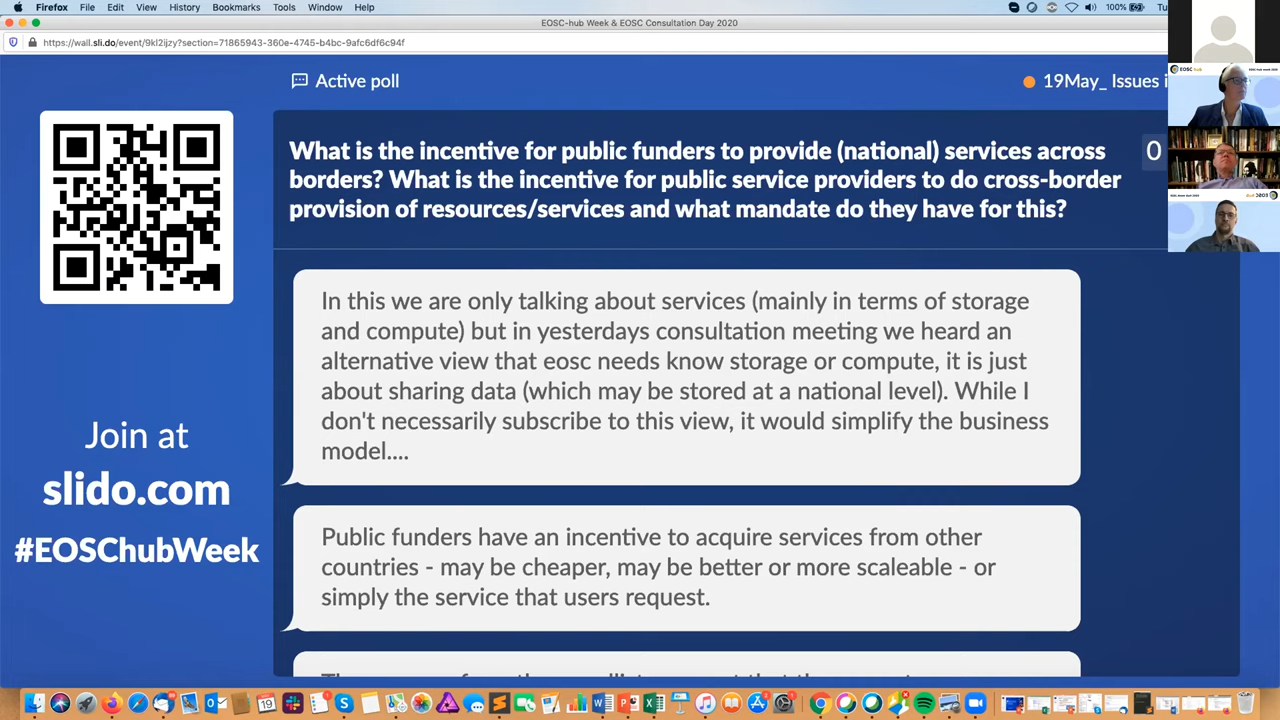 Firefox File Edit View History Bookmarks Tools Window Help
100%
EOSC-hub Week & EOSC Consultation Day 2020
https://wall.sli.do/event/9kl2ijzy?section=71865943-360e-4745-b4bc-9afc6df6c94f
Active poll
19May_ Issues i
What is the incentive for public funders to provide (national) services across
borders? What is the incentive for public service providers to do cross-border
provision of resources/services and what mandate do they have for this?
0
In this we are only talking about services (mainly in terms of storage
and compute) but in yesterdays consultation meeting we heard an
alternative view that eosc needs know storage or compute, it is just
about sharing data (which may be stored at a national level). While I
don't necessarily subscribe to this view, it would simplify the business
model....
Public funders have an incentive to acquire services from other
countries - may be cheaper, may be better or more scaleable - or
simply the service that users request.
Join at
slido.com
#EOSChubWeek
19